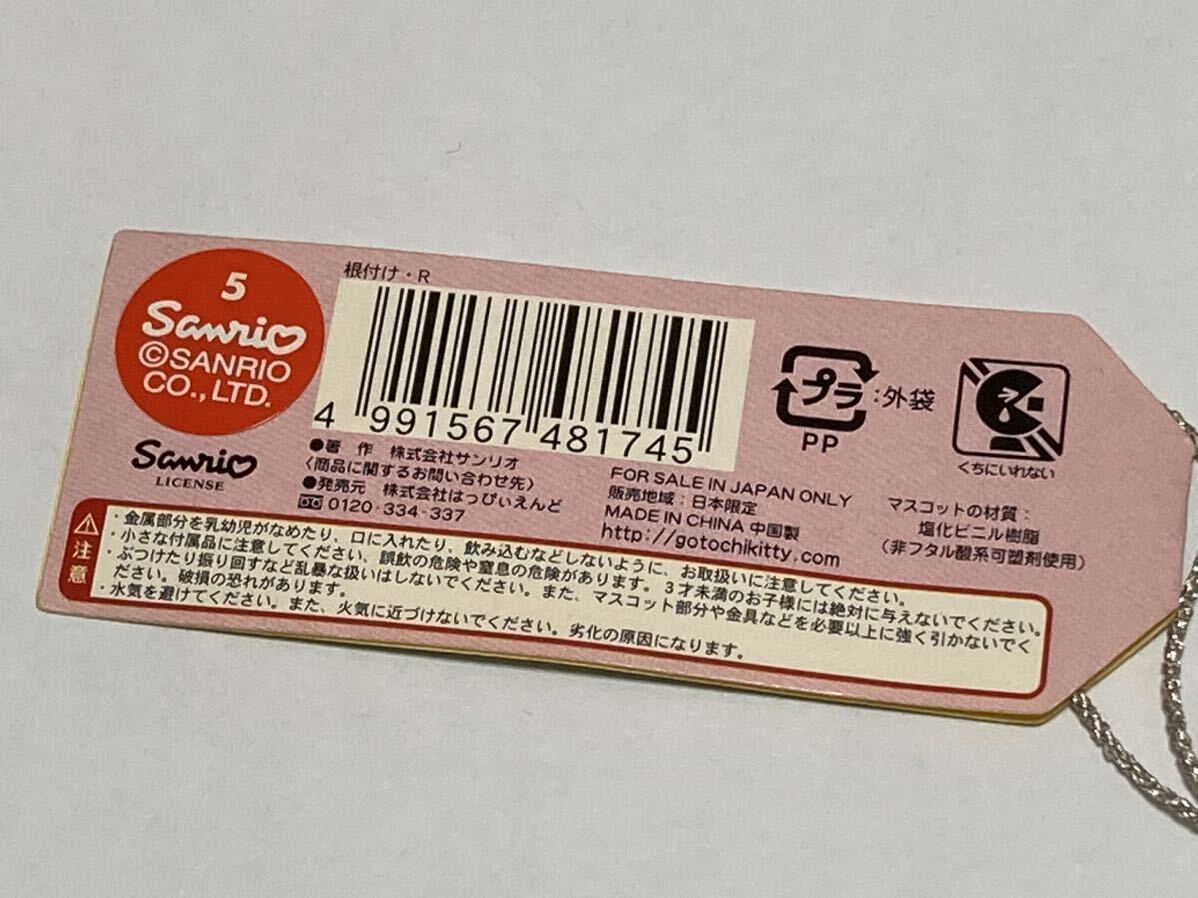 5
Sanrio
©SANRIO
CO., LTD.
Sanrio
LICENSE
根付け・R
4 991567 481745
●著 作 株式会社サンリオ
〈商品に関するお問い合わせ先〉
●発売元 株式会社はっぴぃえんど
0120-334-337
プラ:外袋
PP
くちにいれない
FOR SALE IN JAPAN ONLY
販売地域:日本限定
MADE IN CHINA 中国製
http://gotochikitty.com
マスコットの材質:
塩化ビニル樹脂
(非フタル酸系可塑剤使用)
注意
・金属部分を乳幼児がなめたり、口に入れたり、飲み込むなどしないように、お取扱いに注意してください。
・小さな付属品に注意してください、誤飲の危険や窒息の危険があります。3才未満のお子様には絶対に与えないでください。
・ぶつけたり振り回すなど乱暴な扱いはしないでください。また、マスコット部分や金具などを必要以上に強く引かないでく
ださい。破損の恐れがあります。
・水気を避けてください。また、火気に近づけないでください。劣化の原因になります。